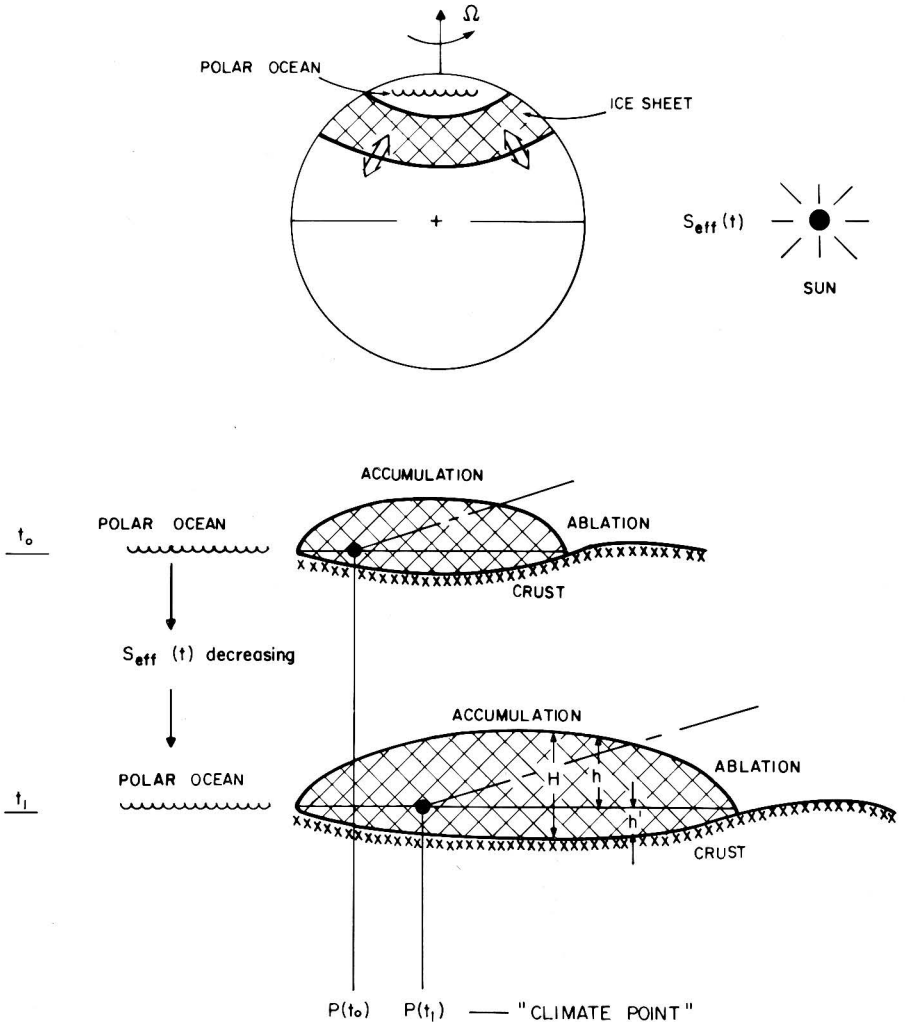 Ω
POLAR OCEAN
ICE SHEET
+
S_eff (t)
SUN
ACCUMULATION
POLAR OCEAN
ABLATION
t_o
CRUST
S_eff (t) decreasing
ACCUMULATION
POLAR OCEAN
H
h
ABLATION
t_1
h'
CRUST
P(t_o) P(t_1) — "CLIMATE POINT"